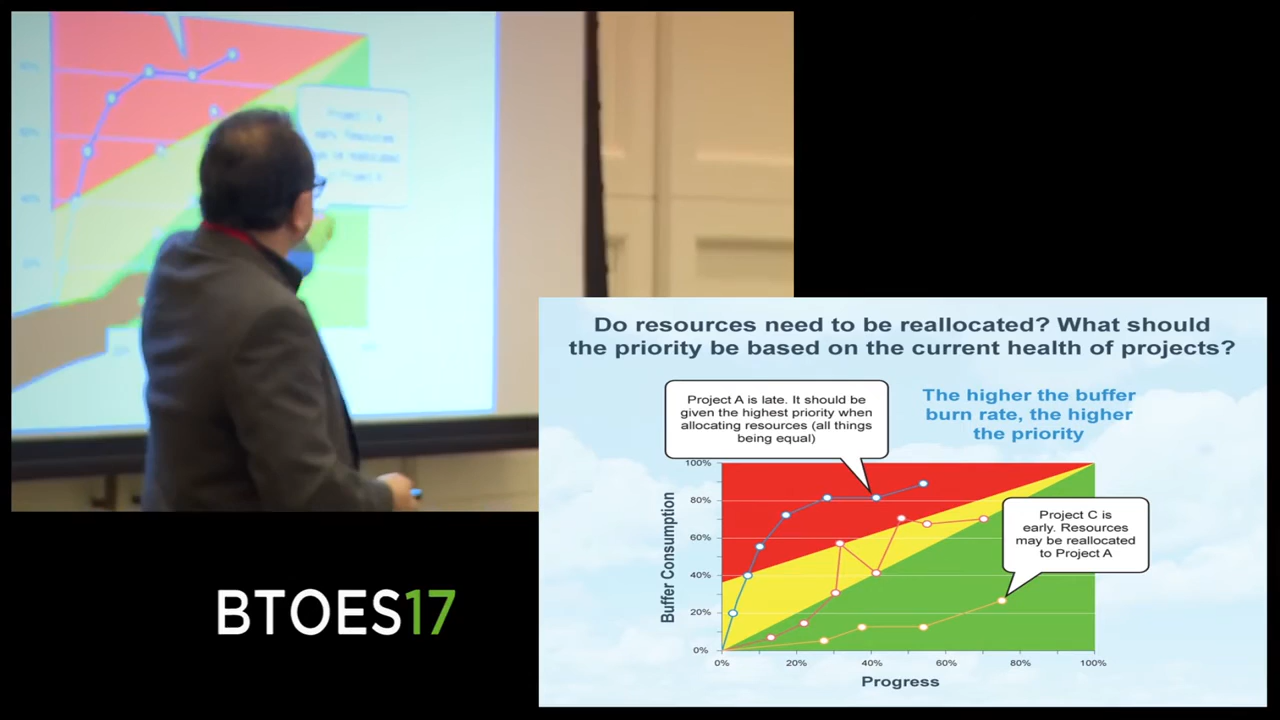 Do resources need to be reallocated? What should
the priority be based on the current health of projects?
Project A is late. It should be
given the highest priority when
allocating resources (all things
being equal)
The higher the buffer
burn rate, the higher
the priority
Project C is
early. Resources
may be reallocated
to Project A
Buffer Consumption
100%
80%
60%
40%
20%
0%
0%
20%
40%
60%
80%
100%
Progress
BTOES17